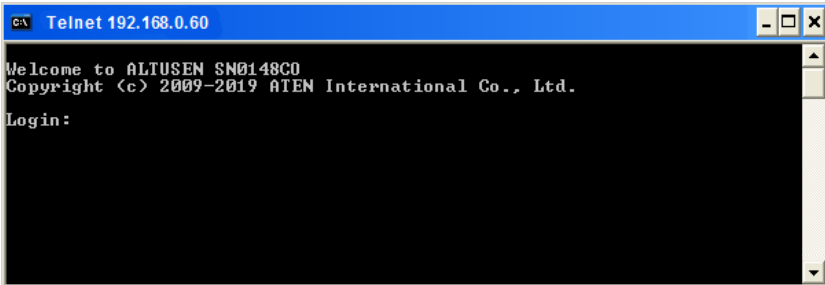 Telnet 192.168.0.60
Welcome to ALTUSEN SN0148CO
Copyright (c) 2009-2019 ATEN International Co., Ltd.
Login: